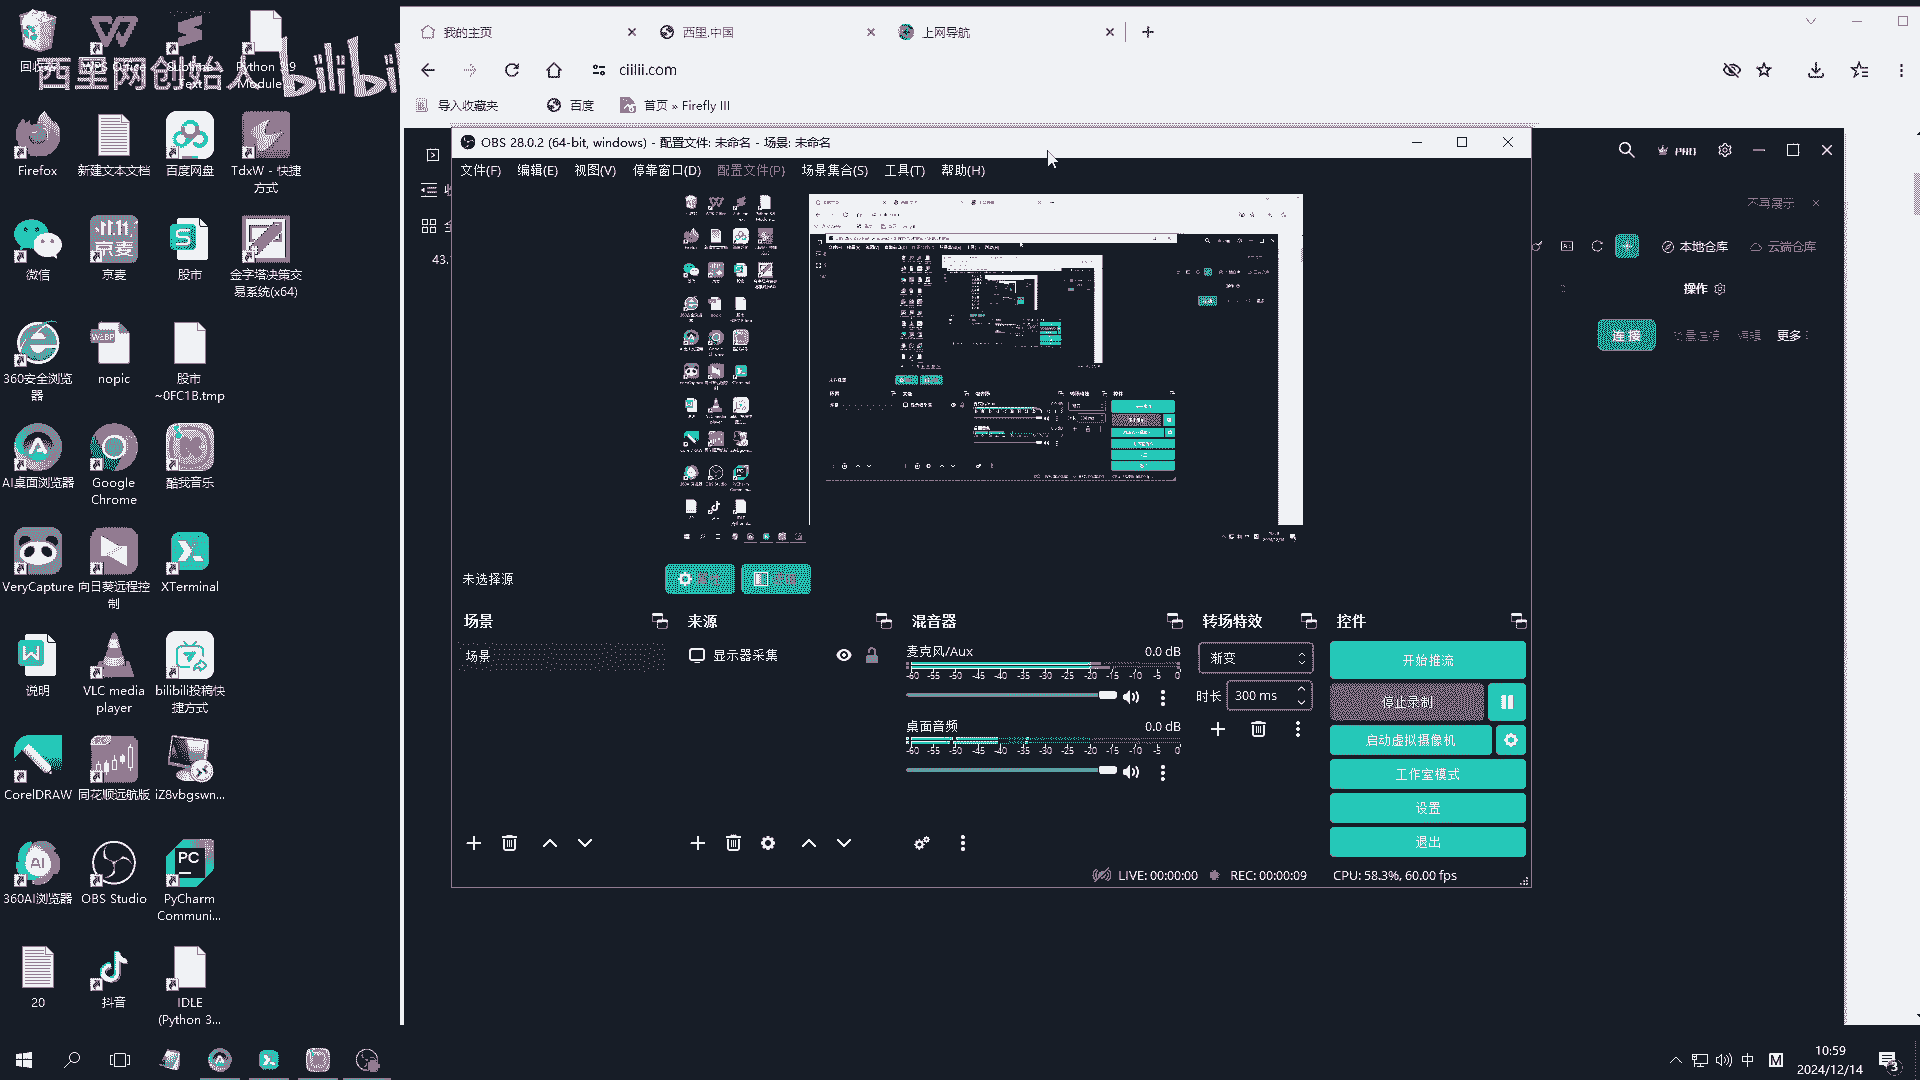 回收站
WPS Office
Sublime Text
Python 3.9 Module...
西里网创始人 bilibili
Firefox
新建文本文档
百度网盘
TdxW - 快捷方式
微信
京麦
股市
金字塔决策交易系统(x64)
360安全浏览器
nopic
股市
~0FC1B.tmp
AI桌面浏览器
Google Chrome
酷我音乐
VeryCapture
向日葵远程控制
XTerminal
说明
VLC media player
bilibili投稿快捷方式
CorelDRAW
同花顺远航版
iZ8vbgswn...
360AI浏览器
OBS Studio
PyCharm Communi...
20
抖音
IDLE (Python 3...
我的主页
西里.中国
上网导航
ciilii.com
导入收藏夹
百度
首页 » Firefly III
OBS 28.0.2 (64-bit, windows) - 配置文件: 未命名 - 场景: 未命名
文件(F) 编辑(E) 视图(V) 停靠窗口(D) 配置文件(P) 场景集合(S) 工具(T) 帮助(H)
PRO
不再展示
本地仓库
云端仓库
操作
连接
批量连接
编辑
更多
43.
未选择源
属性
滤镜
场景
来源
混音器
转场特效
控件
场景
显示器采集
麦克风/Aux
0.0 dB
-60 -55 -50 -45 -40 -35 -30 -25 -20 -15 -10 -5 0
桌面音频
0.0 dB
-60 -55 -50 -45 -40 -35 -30 -25 -20 -15 -10 -5 0
渐变
时长
300 ms
开始推流
停止录制
启动虚拟摄像机
工作室模式
设置
退出
LIVE: 00:00:00
REC: 00:00:09
CPU: 58.3%, 60.00 fps
中
M
10:59
2024/12/14
3